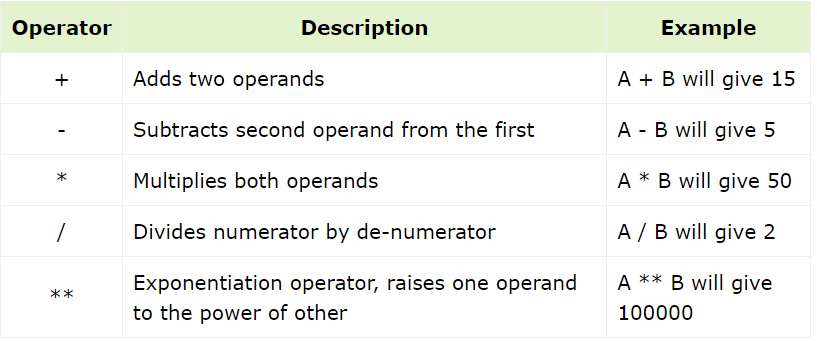 Operator Description Example
+ Adds two operands A + B will give 15
- Subtracts second operand from the first A - B will give 5
* Multiplies both operands A * B will give 50
/ Divides numerator by de-numerator A / B will give 2
** Exponentiation operator, raises one operand A ** B will give
to the power of other 100000